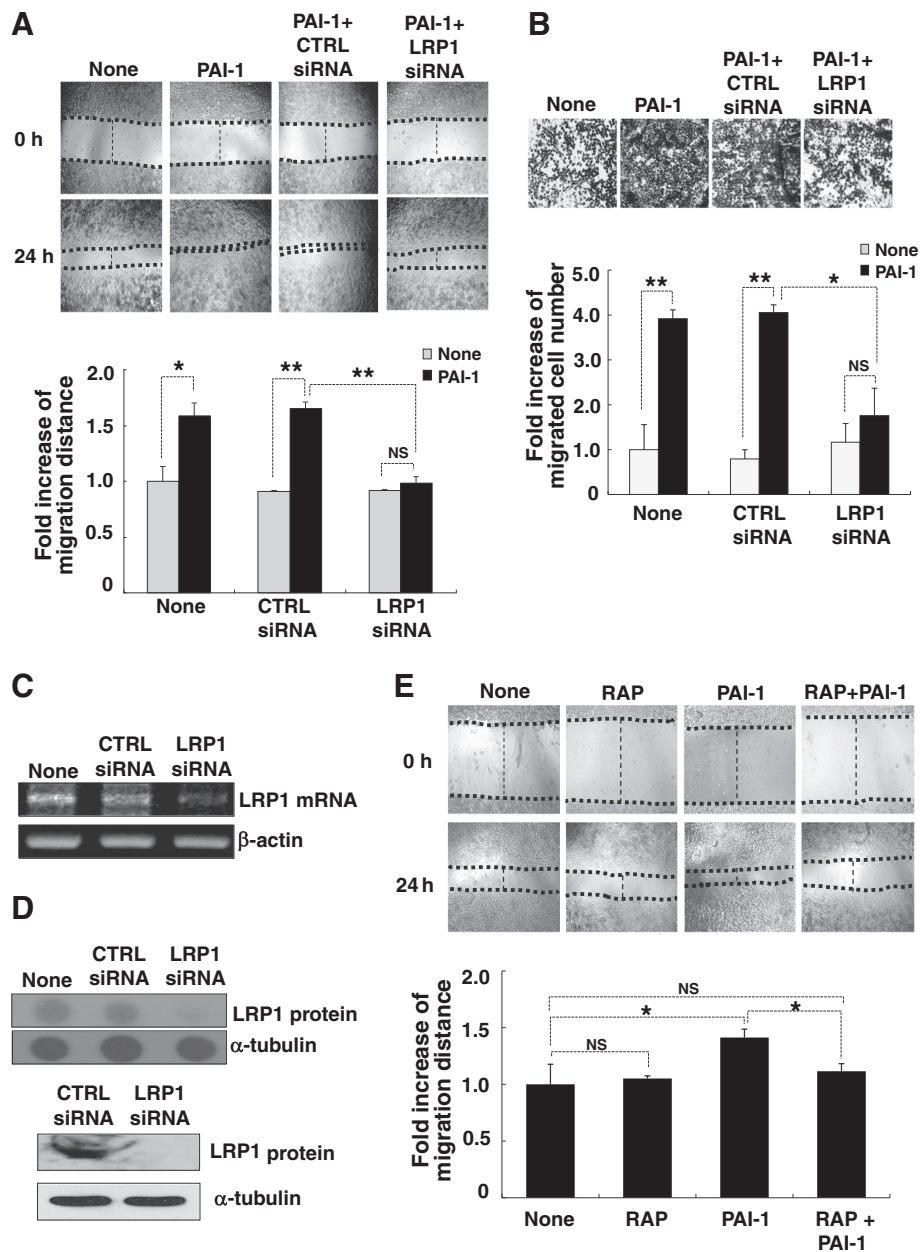 A
None
PAI-1
PAI-1+
CTRL
siRNA
PAI-1+
LRP1
siRNA
0 h
24 h
None
PAI-1
Fold increase of
migration distance
2.0
1.5
1.0
0.5
0
*
**
**
NS
None
CTRL
siRNA
LRP1
siRNA
B
None
PAI-1
PAI-1+
CTRL
siRNA
PAI-1+
LRP1
siRNA
None
PAI-1
Fold increase of
migrated cell number
5.0
4.0
3.0
2.0
1.0
0
**
**
*
NS
None
CTRL
siRNA
LRP1
siRNA
C
None
CTRL
siRNA
LRP1
siRNA
LRP1 mRNA
β-actin
D
None
CTRL
siRNA
LRP1
siRNA
LRP1 protein
α-tubulin
CTRL
siRNA
LRP1
siRNA
LRP1 protein
α-tubulin
E
None
RAP
PAI-1
RAP+PAI-1
0 h
24 h
Fold increase of
migration distance
2.0
1.5
1.0
0.5
0
NS
*
*
NS
None
RAP
PAI-1
RAP +
PAI-1